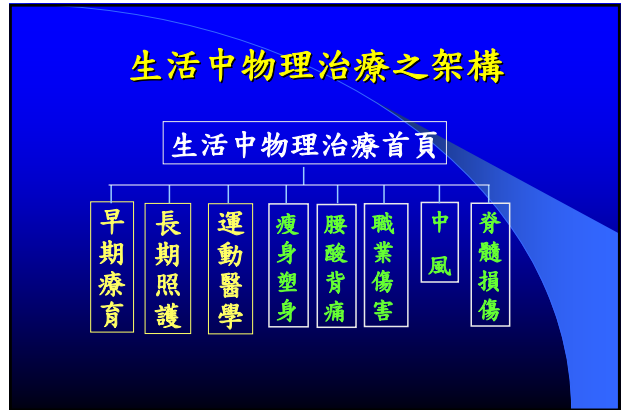 生活中物理治療之架構
生活中物理治療首頁
早期療育
長期照護
運動醫學
瘦身塑身
腰酸背痛
職業傷害
中風
脊髓損傷